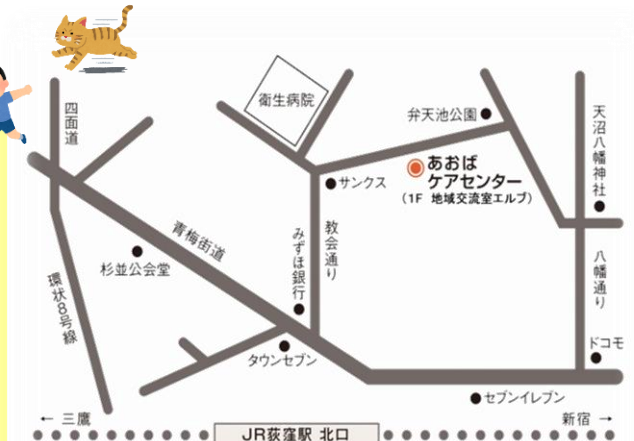 四面道
衛生病院
弁天池公園
天沼八幡神社
サンクス
あおば
ケアセンター
(1F 地域交流室エルブ)
青梅街道
みずほ銀行
教会通り
杉並公会堂
八幡通り
環状8号線
タウンセブン
ドコモ
セブンイレブン
← 三鷹
新宿 →
JR荻窪駅 北口